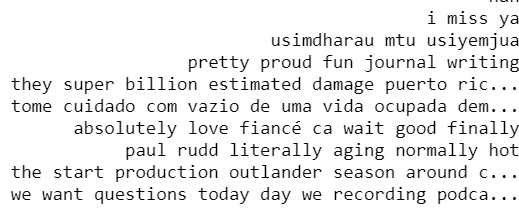 i miss ya
usimdharau mtu usiyemjua
pretty proud fun journal writing
they super billion estimated damage puerto ric...
tome cuidado com vazio de uma vida ocupada dem...
absolutely love fiancé ca wait good finally
paul rudd literally aging normally hot
the start production outlander season around c...
we want questions today day we recording podca...